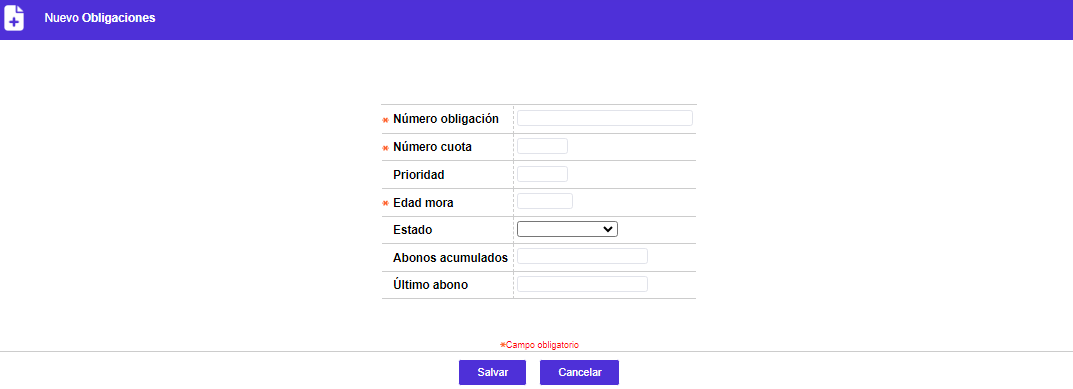 Nuevo Obligaciones
* Número obligación
* Número cuota
Prioridad
* Edad mora
Estado
Abonos acumulados
Último abono
*Campo obligatorio
Salvar Cancelar